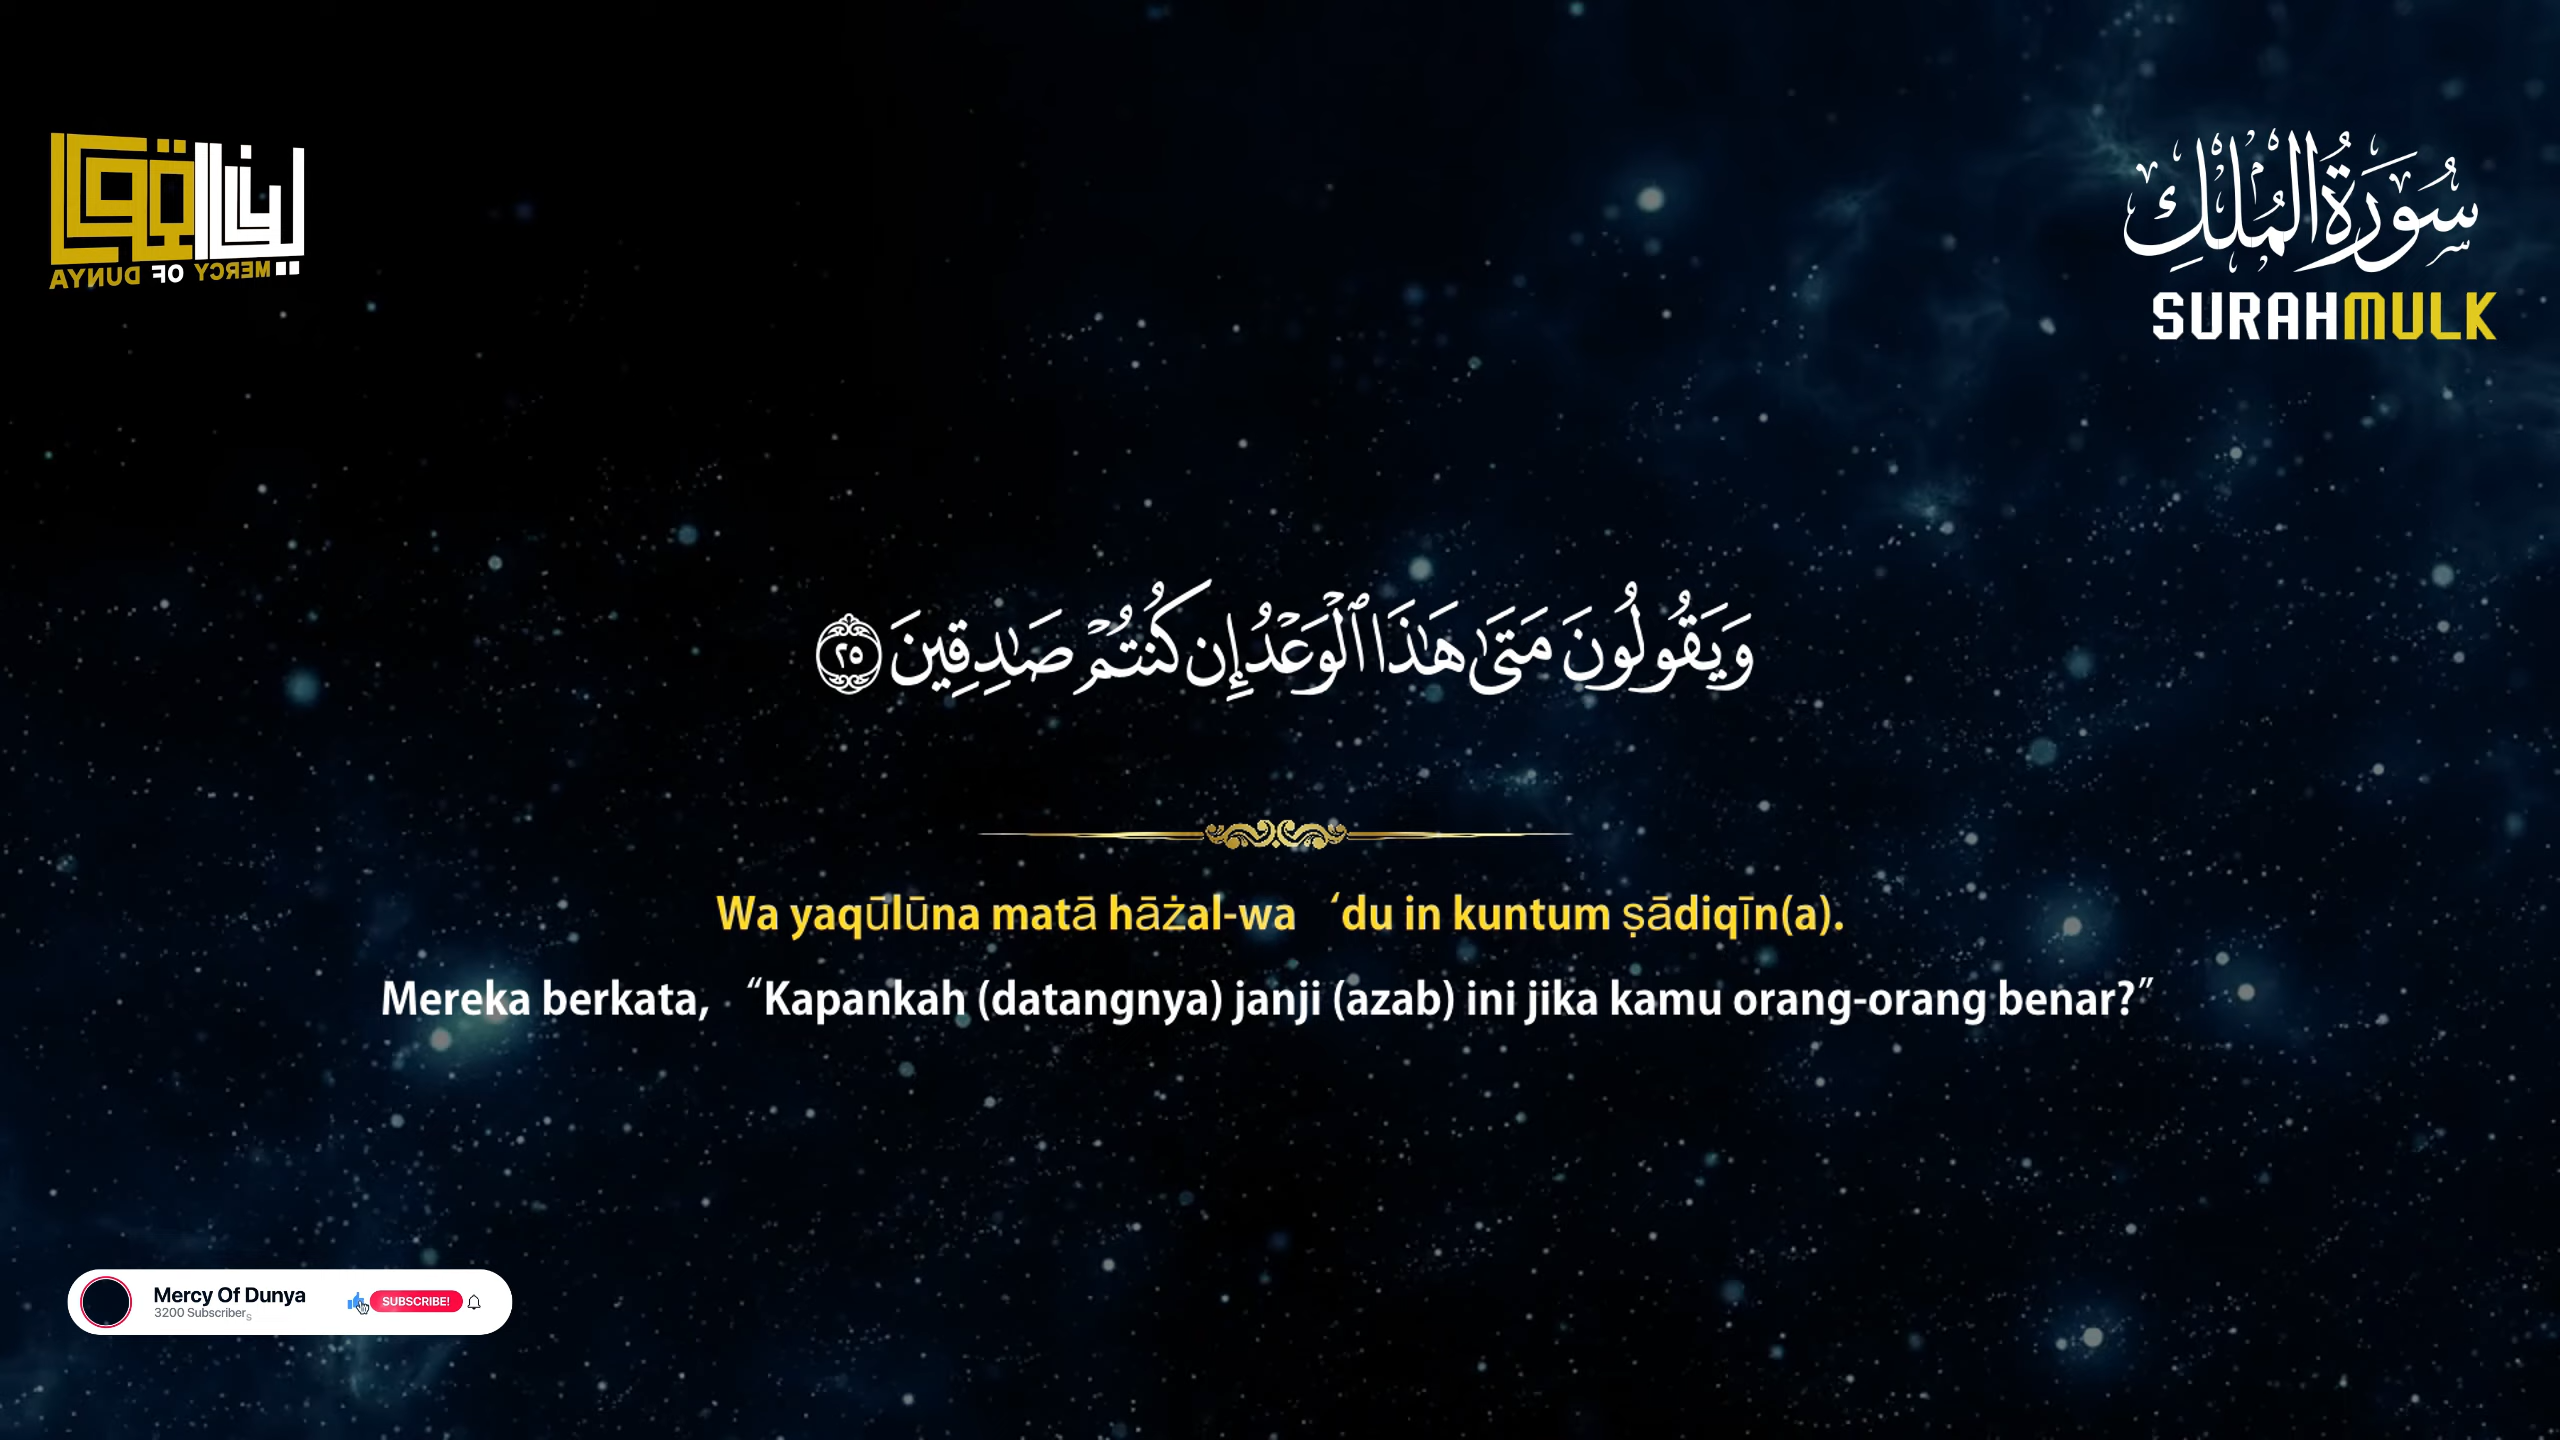 MERCY OF DUNYA
سُورَةُ الْمُلْكِ
SURAHMULK
وَيَقُولُونَ مَتَىٰ هَٰذَا ٱلْوَعْدُ إِن كُنتُمْ صَٰدِقِينَ ٢٥
Wa yaqūlūna matā hāżal-wa ‘du in kuntum ṣādiqīn(a).
Mereka berkata, “Kapankah (datangnya) janji (azab) ini jika kamu orang-orang benar?”
Mercy Of Dunya
3200 Subscribers
SUBSCRIBE!